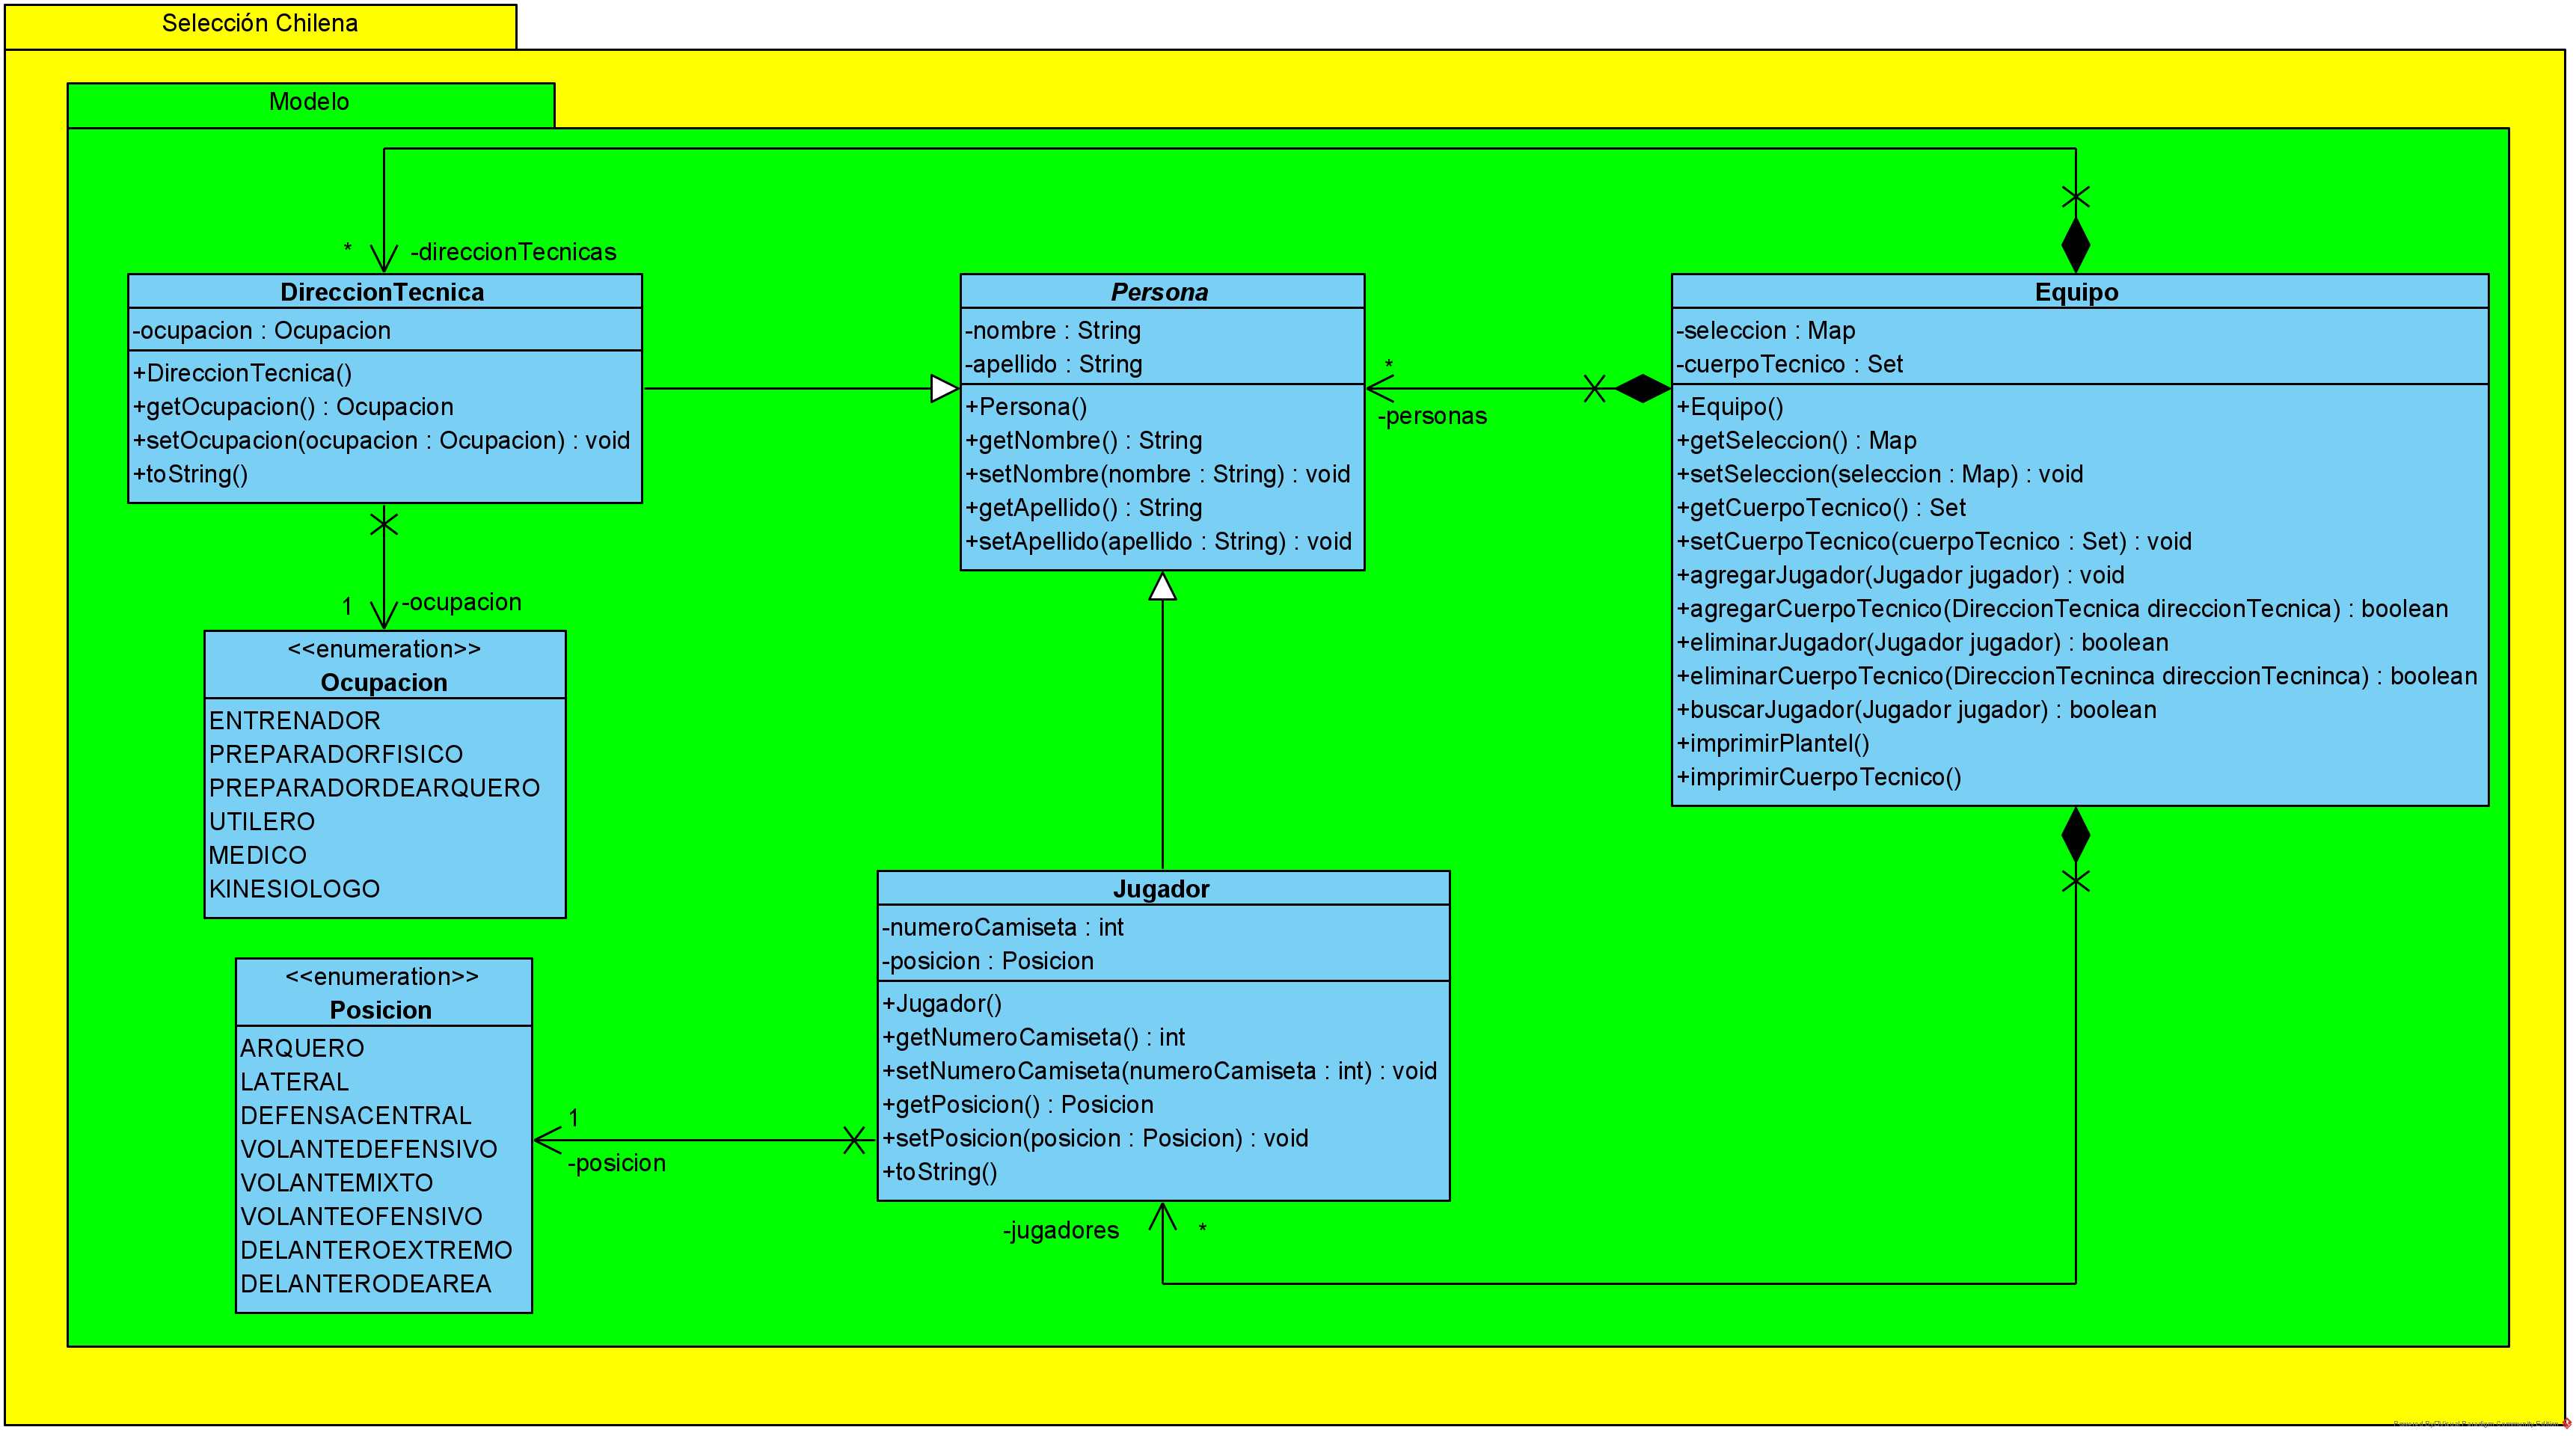 Selección Chilena
Modelo
*
-direccionTecnicas
DireccionTecnica
-ocupacion : Ocupacion
+DireccionTecnica()
+getOcupacion() : Ocupacion
+setOcupacion(ocupacion : Ocupacion) : void
+toString()
Persona
-nombre : String
-apellido : String
+Persona()
+getNombre() : String
+setNombre(nombre : String) : void
+getApellido() : String
+setApellido(apellido : String) : void
*
-personas
Equipo
-seleccion : Map
-cuerpoTecnico : Set
+Equipo()
+getSeleccion() : Map
+setSeleccion(seleccion : Map) : void
+getCuerpoTecnico() : Set
+setCuerpoTecnico(cuerpoTecnico : Set) : void
+agregarJugador(Jugador jugador) : void
+agregarCuerpoTecnico(DireccionTecnica direccionTecnica) : boolean
+eliminarJugador(Jugador jugador) : boolean
+eliminarCuerpoTecnico(DireccionTecninca direccionTecninca) : boolean
+buscarJugador(Jugador jugador) : boolean
+imprimirPlantel()
+imprimirCuerpoTecnico()
1
-ocupacion
<<enumeration>>
Ocupacion
ENTRENADOR
PREPARADORFISICO
PREPARADORDEARQUERO
UTILERO
MEDICO
KINESIOLOGO
<<enumeration>>
Posicion
ARQUERO
LATERAL
DEFENSACENTRAL
VOLANTEDEFENSIVO
VOLANTEMIXTO
VOLANTEOFENSIVO
DELANTEROEXTREMO
DELANTERODEAREA
1
-posicion
Jugador
-numeroCamiseta : int
-posicion : Posicion
+Jugador()
+getNumeroCamiseta() : int
+setNumeroCamiseta(numeroCamiseta : int) : void
+getPosicion() : Posicion
+setPosicion(posicion : Posicion) : void
+toString()
-jugadores
*
Visual Paradigm Community Edition